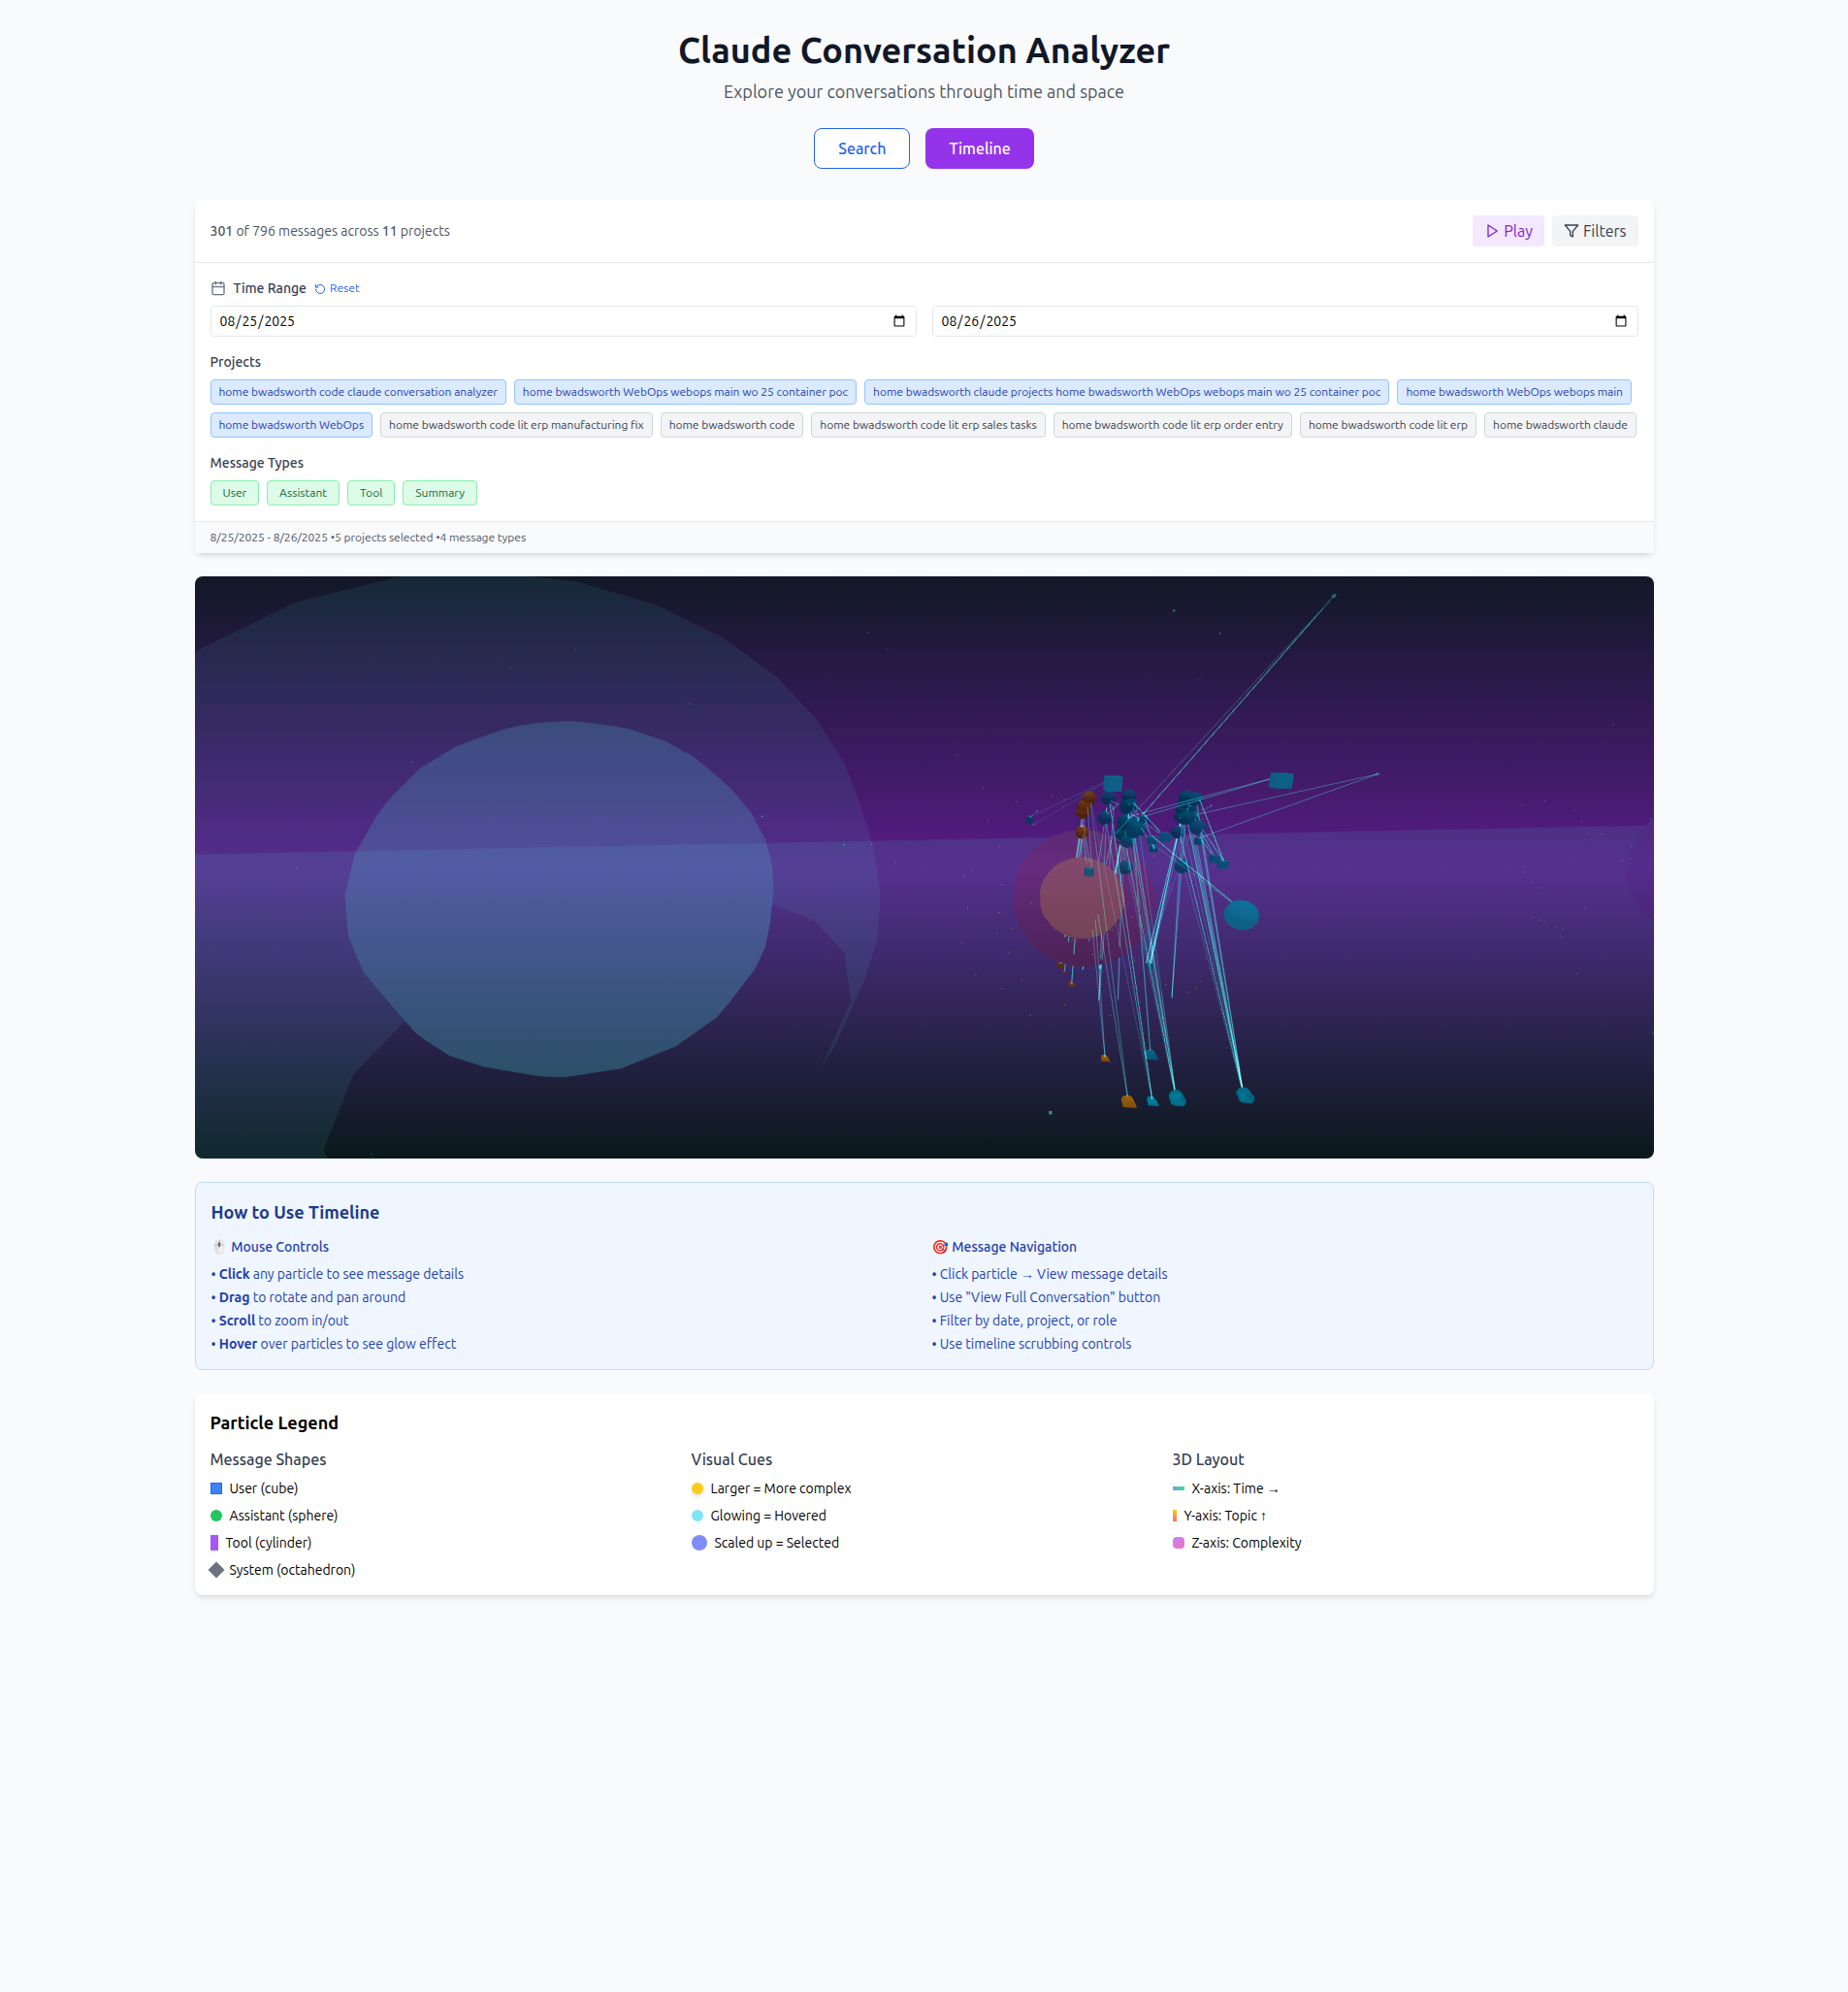 Claude Conversation Analyzer
Explore your conversations through time and space
Search Timeline
301 of 796 messages across 11 projects Play Filters
Time Range Reset
08/25/2025 08/26/2025
Projects
home bwadsworth code claude conversation analyzer home bwadsworth WebOps webops main wo 25 container poc home bwadsworth claude projects home bwadsworth WebOps webops main wo 25 container poc home bwadsworth WebOps webops main
home bwadsworth WebOps home bwadsworth code lit erp manufacturing fix home bwadsworth code home bwadsworth code lit erp sales tasks home bwadsworth code lit erp order entry home bwadsworth code lit erp home bwadsworth claude
Message Types
User Assistant Tool Summary
8/25/2025 - 8/26/2025 •5 projects selected •4 message types
How to Use Timeline
Mouse Controls
• Click any particle to see message details
• Drag to rotate and pan around
• Scroll to zoom in/out
• Hover over particles to see glow effect
Message Navigation
• Click particle → View message details
• Use "View Full Conversation" button
• Filter by date, project, or role
• Use timeline scrubbing controls
Particle Legend
Message Shapes
User (cube)
Assistant (sphere)
Tool (cylinder)
System (octahedron)
Visual Cues
Larger = More complex
Glowing = Hovered
Scaled up = Selected
3D Layout
X-axis: Time →
Y-axis: Topic ↑
Z-axis: Complexity